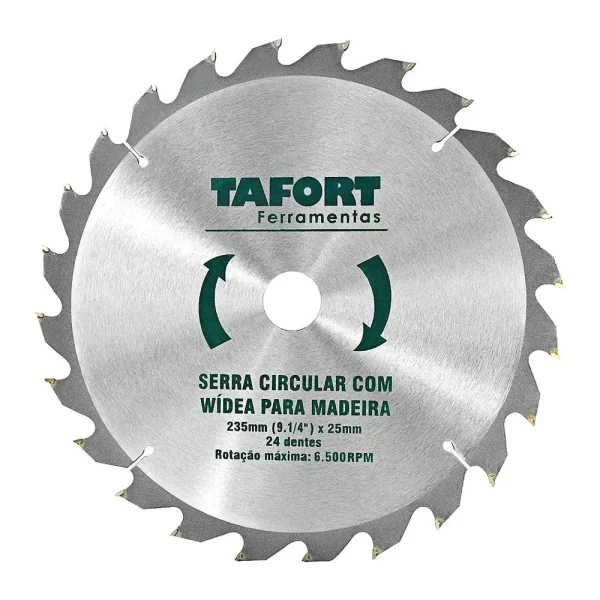 TAFORT
Ferramentas
SERRA CIRCULAR COM
WÍDEA PARA MADEIRA
235mm (9.1/4") x 25mm
24 dentes
Rotação máxima: 6.500RPM